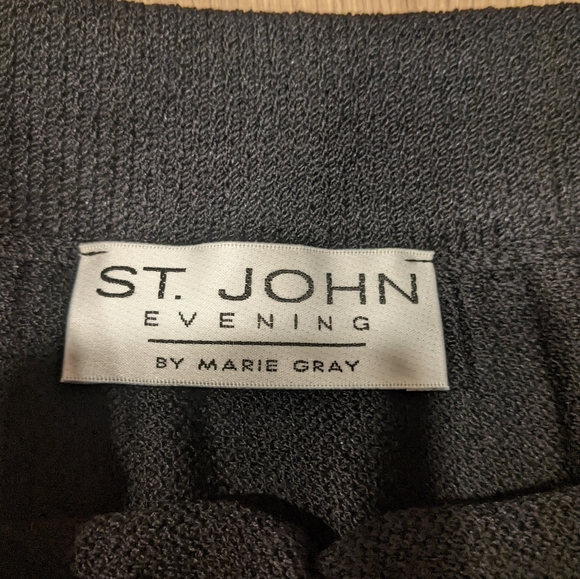 ST. JOHN
EVENING
BY MARIE GRAY